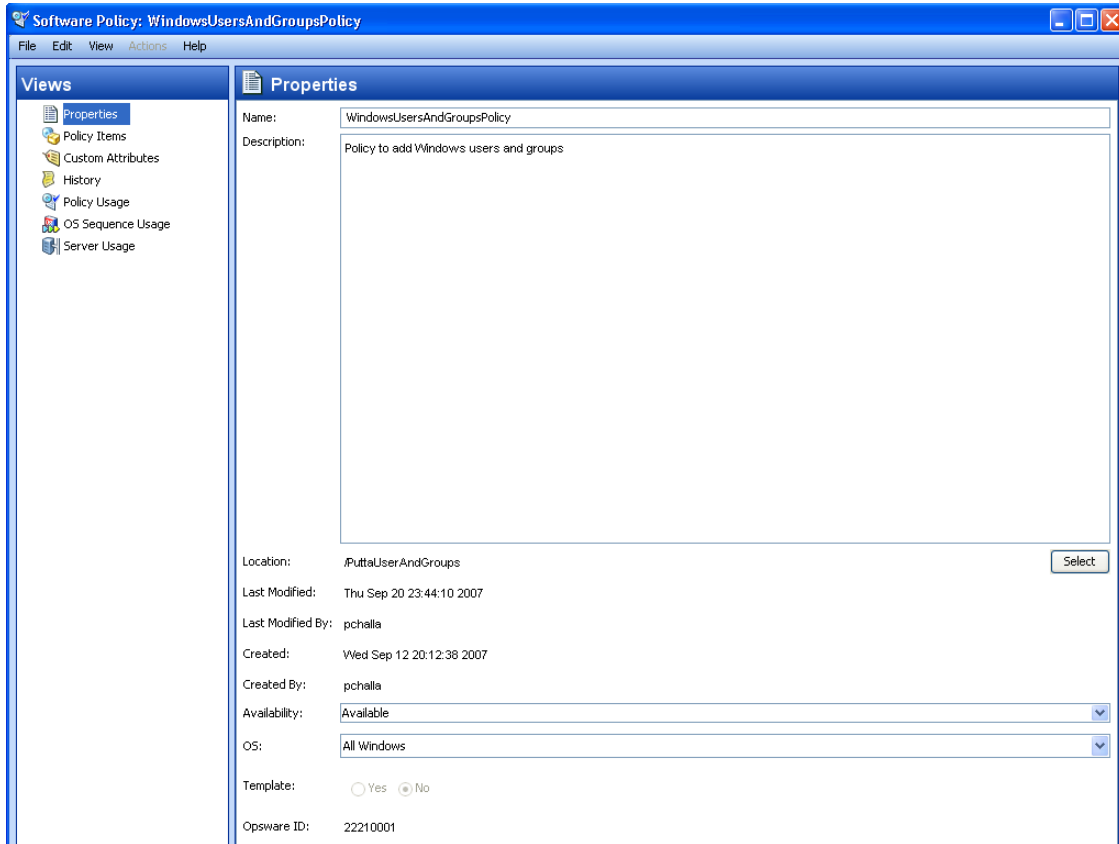 Software Policy: WindowsUsersAndGroupsPolicy
File Edit View Actions Help
Views
Properties
Policy Items
Custom Attributes
History
Policy Usage
OS Sequence Usage
Server Usage
Properties
Name: WindowsUsersAndGroupsPolicy
Description: Policy to add Windows users and groups
Location: /PuttaUserAndGroups Select
Last Modified: Thu Sep 20 23:44:10 2007
Last Modified By: pchalla
Created: Wed Sep 12 20:12:38 2007
Created By: pchalla
Availability: Available
OS: All Windows
Template: Yes No
Opsware ID: 22210001